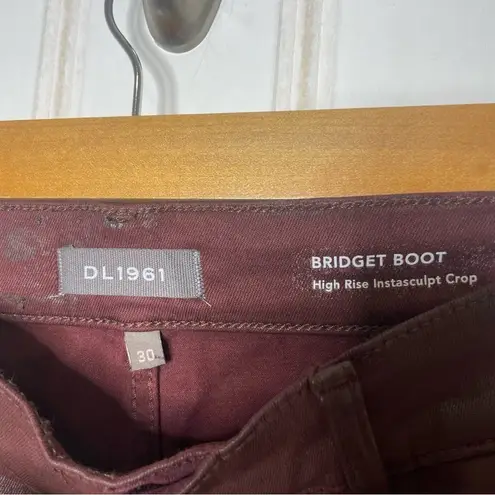 DL1961
BRIDGET BOOT
High Rise Instasculpt Crop
30